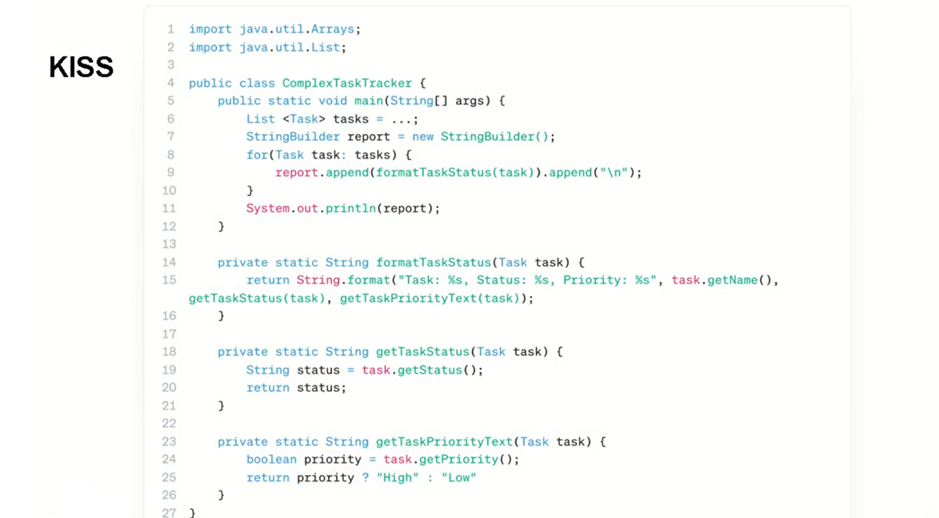 KISS
1 import java.util.Arrays;
2 import java.util.List;
3
4 public class ComplexTaskTracker {
5     public static void main(String[] args) {
6         List <Task> tasks = ...;
7         StringBuilder report = new StringBuilder();
8         for(Task task: tasks) {
9             report.append(formatTaskStatus(task)).append("\n");
10         }
11         System.out.println(report);
12     }
13
14     private static String formatTaskStatus(Task task) {
15         return String.format("Task: %s, Status: %s, Priority: %s", task.getName(),
getTaskStatus(task), getTaskPriorityText(task));
16     }
17
18     private static String getTaskStatus(Task task) {
19         String status = task.getStatus();
20         return status;
21     }
22
23     private static String getTaskPriorityText(Task task) {
24         boolean priority = task.getPriority();
25         return priority ? "High" : "Low"
26     }
27 }